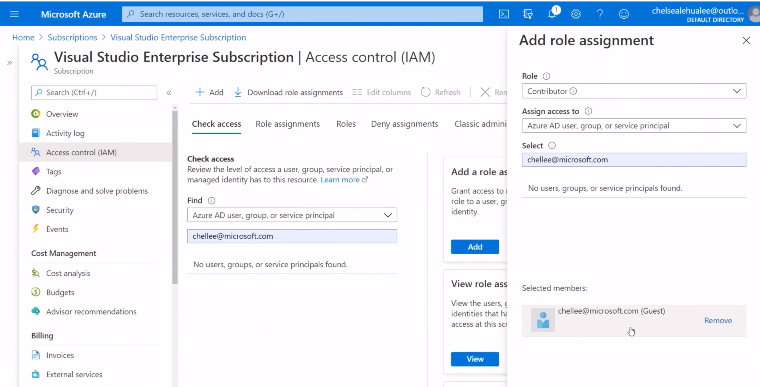 Microsoft Azure
Search resources, services, and docs (G+/)
1
chelsealehualee@outlo...
DEFAULT DIRECTORY
Home > Subscriptions > Visual Studio Enterprise Subscription
Visual Studio Enterprise Subscription | Access control (IAM)
Subscription
Search (Ctrl+/)
Overview
Activity log
Access control (IAM)
Tags
Diagnose and solve problems
Security
Events
Cost Management
Cost analysis
Budgets
Advisor recommendations
Billing
Invoices
External services
Add
Download role assignments
Edit columns
Refresh
Ren
Check access
Role assignments
Roles
Deny assignments
Classic admini
Check access
Review the level of access a user, group, service principal, or
managed identity has to this resource. Learn more
Find
Azure AD user, group, or service principal
chellee@microsoft.com
No users, groups, or service principals found.
Add a role ass
Grant access to r
role to a user, gr
identity.
Add
View role assi
View the users, g
identities that ha
access at this sco
View
Add role assignment
Role
Contributor
Assign access to
Azure AD user, group, or service principal
Select
chellee@microsoft.com
No users, groups, or service principals found.
Selected members:
chellee@microsoft.com (Guest)
Remove